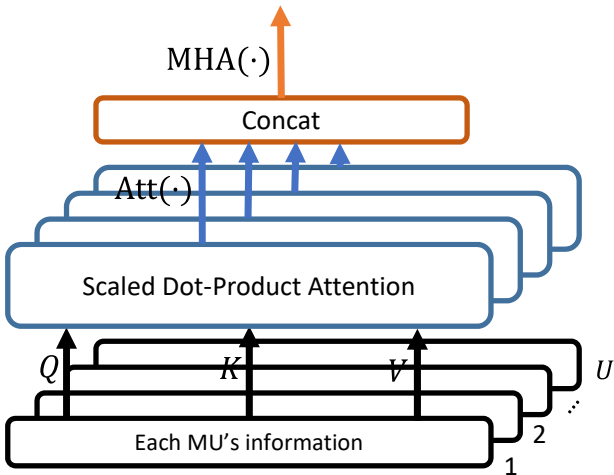 MHA(·)
Concat
Att(·)
Scaled Dot-Product Attention
Q K V U
Each MU's information
1 2 ⋰